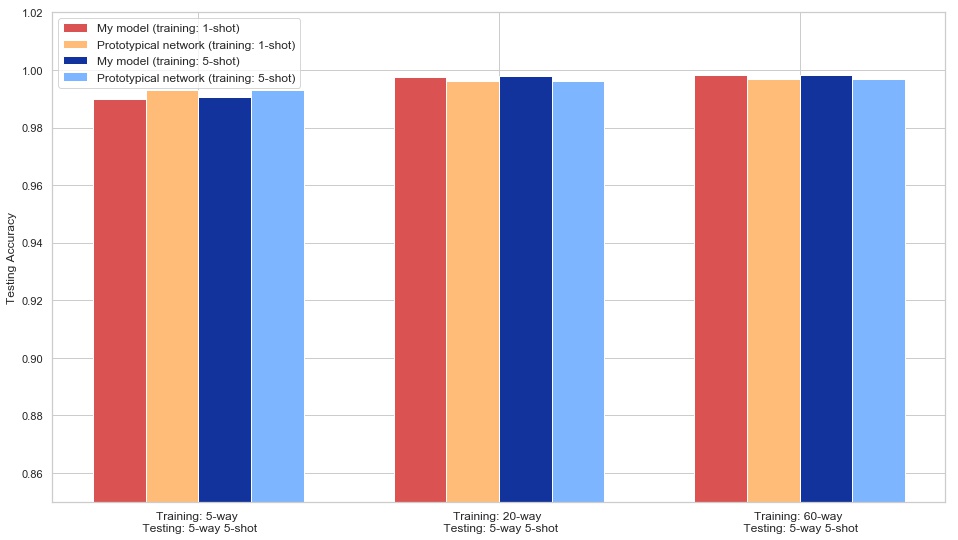 My model (training: 1-shot)
Prototypical network (training: 1-shot)
My model (training: 5-shot)
Prototypical network (training: 5-shot)
1.02
1.00
0.98
0.96
0.94
0.92
0.90
0.88
0.86
Testing Accuracy
Training: 5-way
Testing: 5-way 5-shot
Training: 20-way
Testing: 5-way 5-shot
Training: 60-way
Testing: 5-way 5-shot